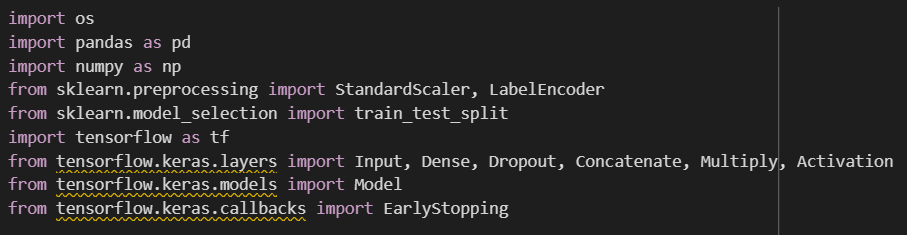 import os
import pandas as pd
import numpy as np
from sklearn.preprocessing import StandardScaler, LabelEncoder
from sklearn.model_selection import train_test_split
import tensorflow as tf
from tensorflow.keras.layers import Input, Dense, Dropout, Concatenate, Multiply, Activation
from tensorflow.keras.models import Model
from tensorflow.keras.callbacks import EarlyStopping